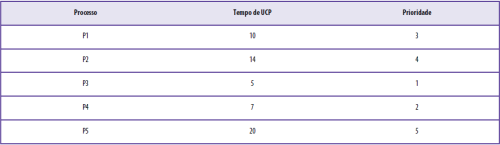 Processo Tempo de UCP Prioridade
P1 10 3
P2 14 4
P3 5 1
P4 7 2
P5 20 5